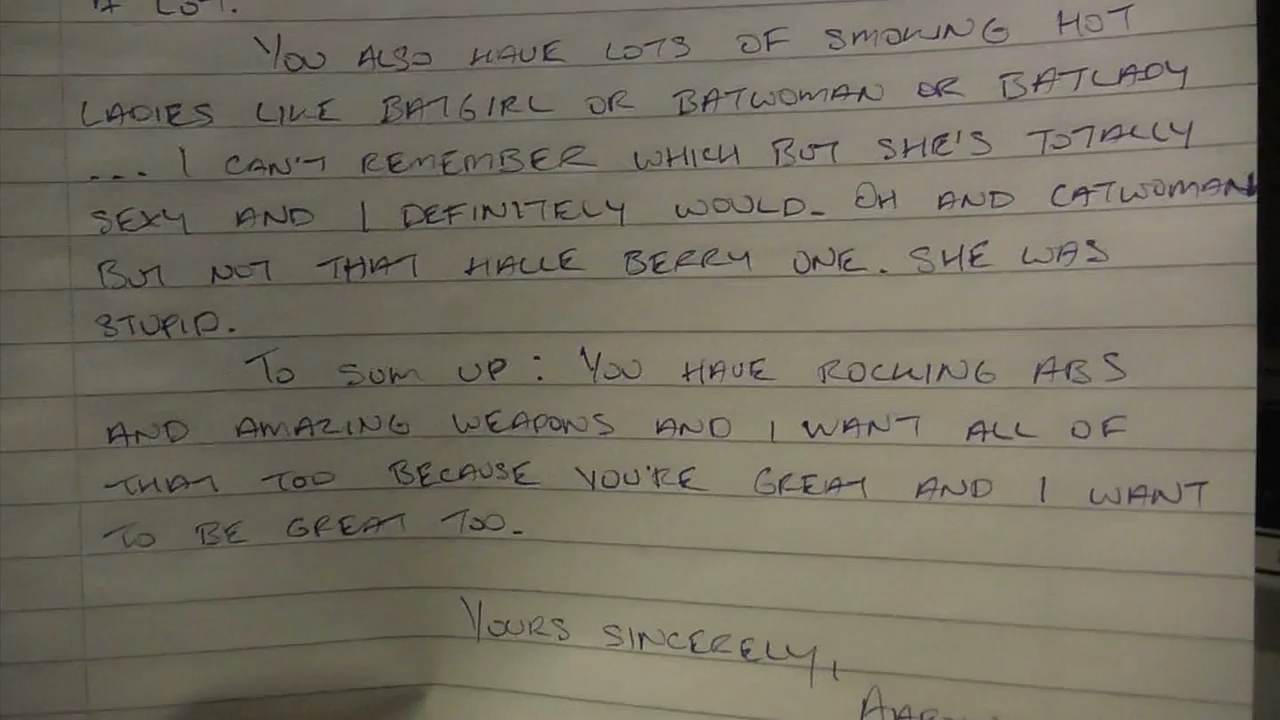 A LOT.
YOU ALSO HAVE LOTS OF SMOKING HOT
LADIES LIKE BATGIRL OR BATWOMAN OR BATLADY
... I CAN'T REMEMBER WHICH BUT SHE'S TOTALLY
SEXY AND I DEFINITELY WOULD. OH AND CATWOMAN
BUT NOT THAT HALLE BERRY ONE. SHE WAS
STUPID.
TO SUM UP: YOU HAVE ROCKING ABS
AND AMAZING WEAPONS AND I WANT ALL OF
THAT TOO BECAUSE YOU'RE GREAT AND I WANT
TO BE GREAT TOO.
YOURS SINCERELY,